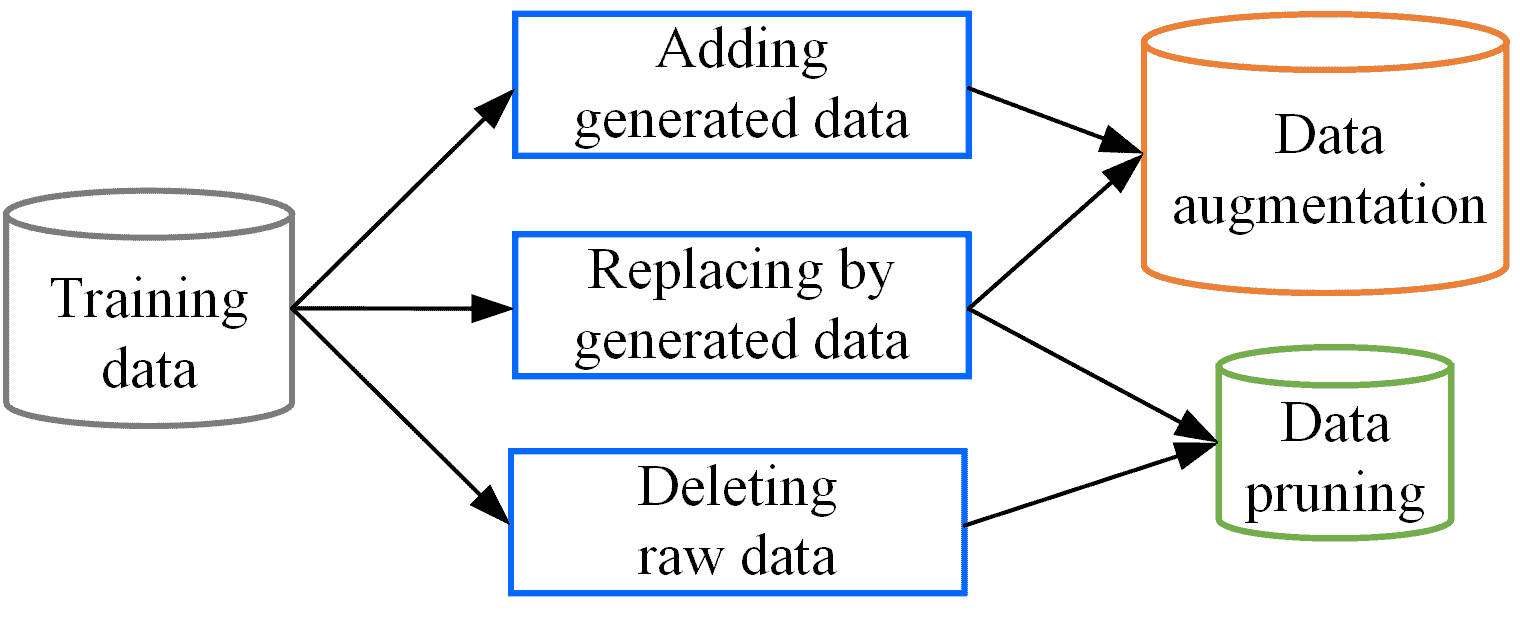 Training
data
Adding
generated data
Replacing by
generated data
Deleting
raw data
Data
augmentation
Data
pruning